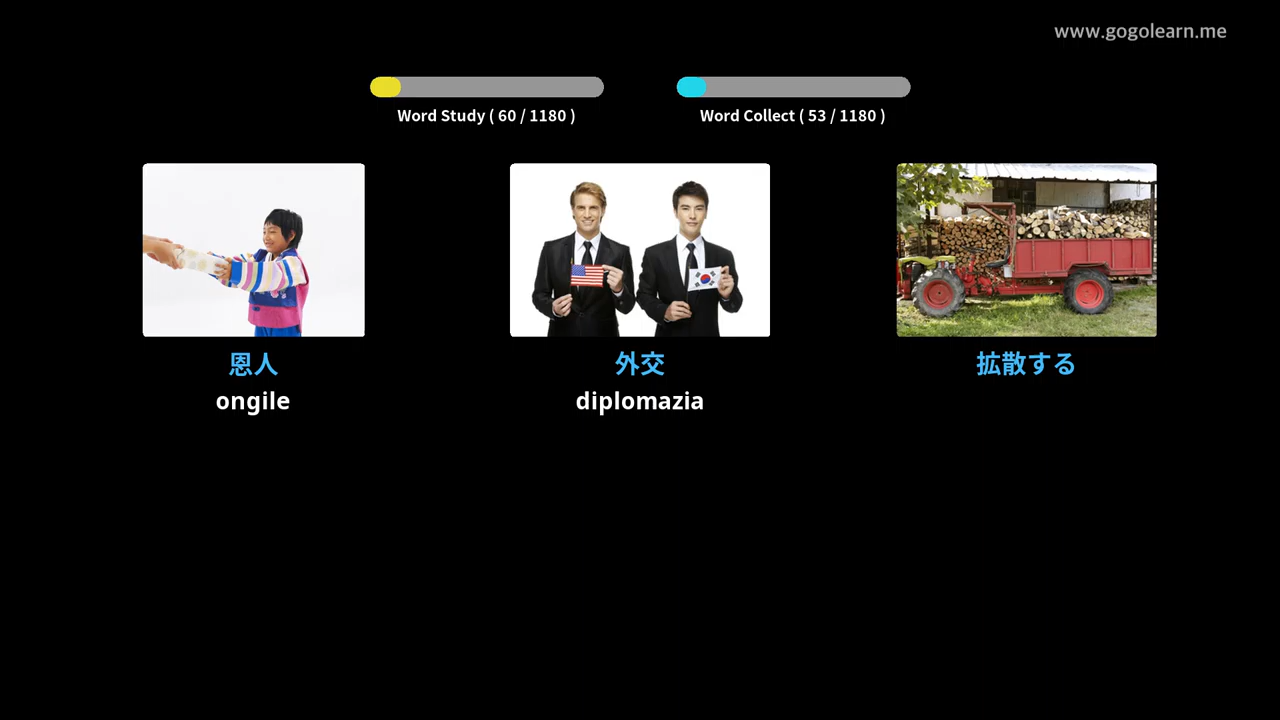 www.gogolearn.me
Word Study ( 60 / 1180 )
Word Collect ( 53 / 1180 )
恩人
外交
拡散する
ongile
diplomazia